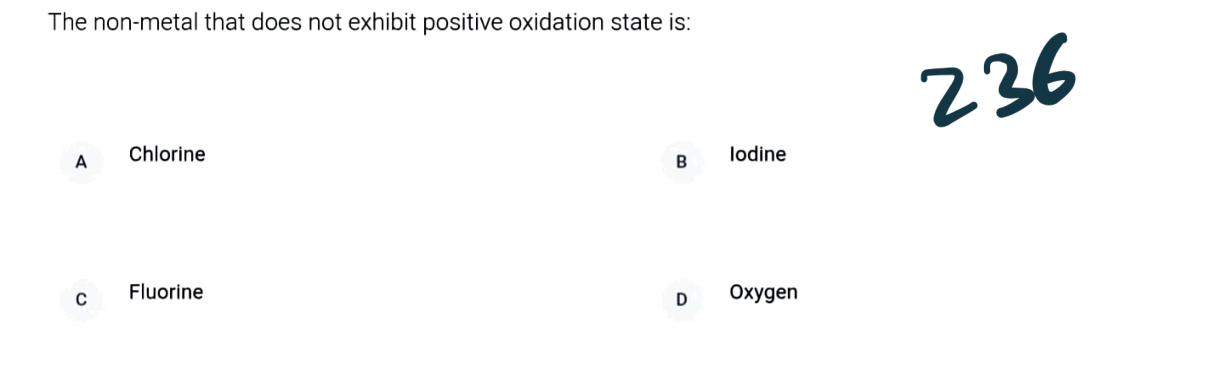 The non-metal that does not exhibit positive oxidation state is:
236
A Chlorine
B Iodine
C Fluorine
D Oxygen